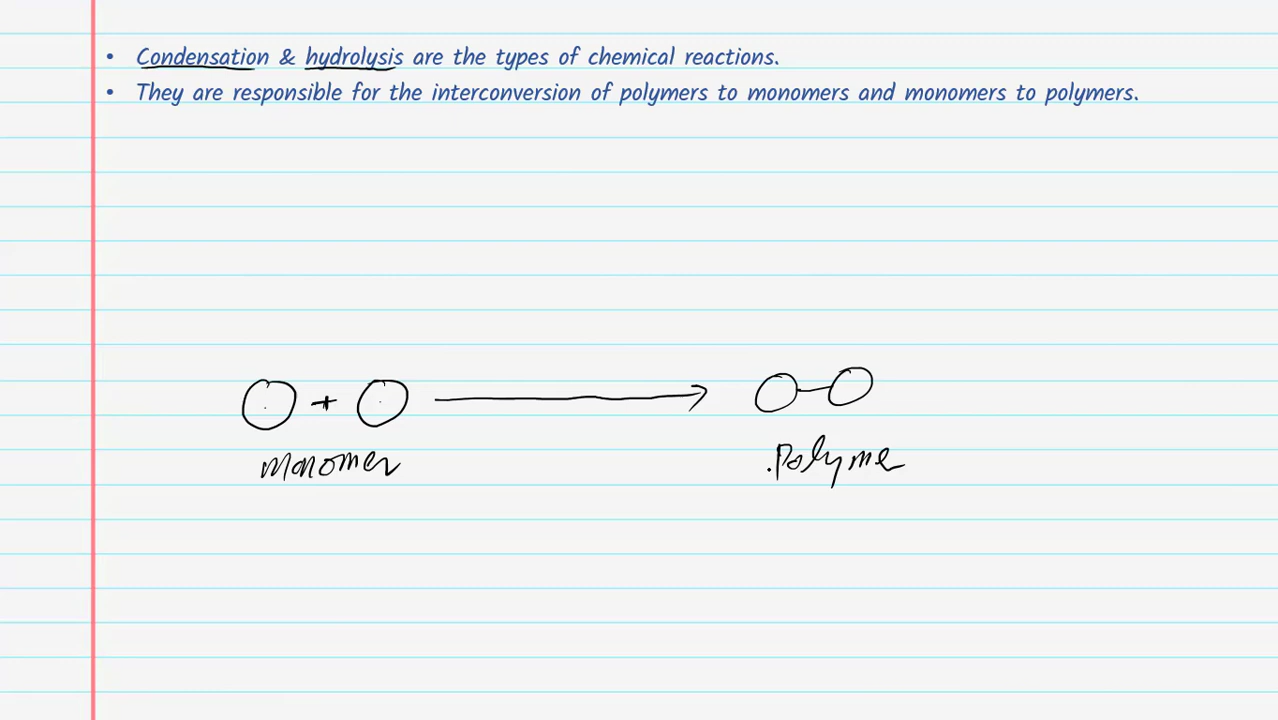 • Condensation & hydrolysis are the types of chemical reactions.
• They are responsible for the interconversion of polymers to monomers and monomers to polymers.
+
monomer
.Polyme